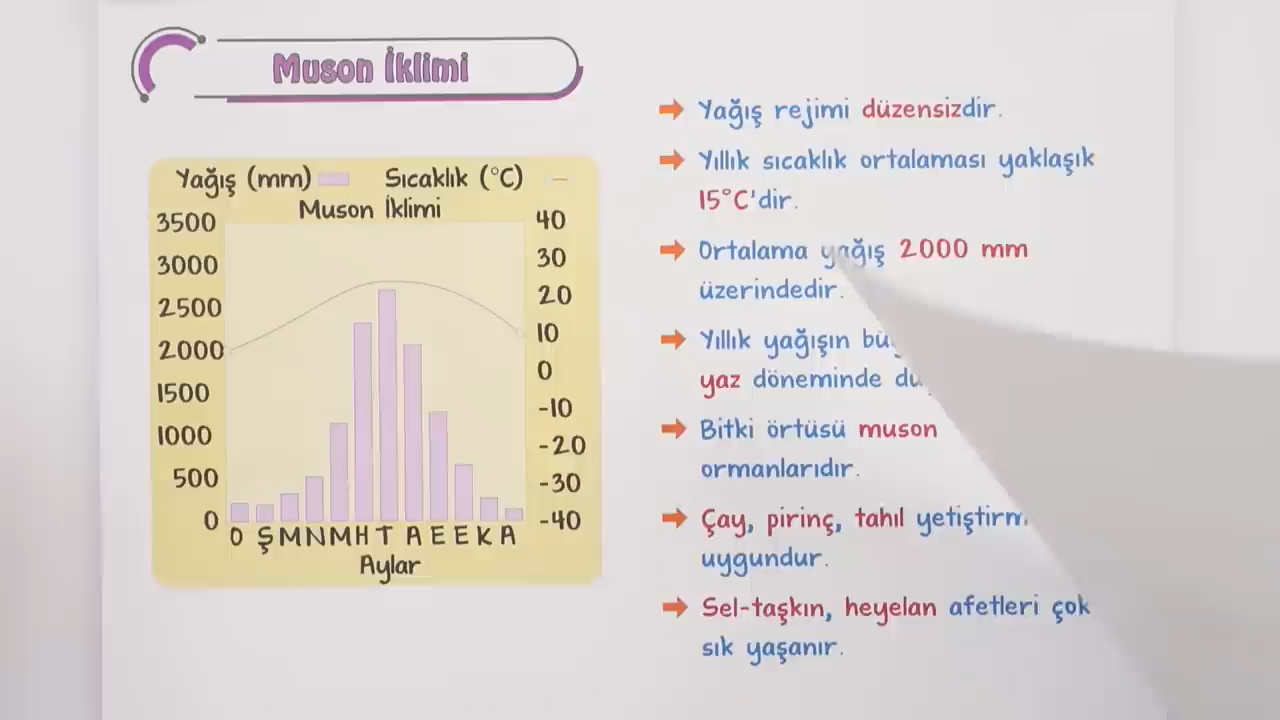 Muson İklimi
Yağış (mm) Sıcaklık (°C)
Muson İklimi
3500
3000
2500
2000
1500
1000
500
0
40
30
20
10
0
-10
-20
-30
-40
O Ş M N M H T A E E K A
Aylar
Yağış rejimi düzensizdir.
Yıllık sıcaklık ortalaması yaklaşık
15°C'dir.
Ortalama yağış 2000 mm
üzerindedir.
Yıllık yağışın
yaz döneminde
Bitki örtüsü muson
ormanlarıdır.
Çay, pirinç, tahıl
uygundur.
Sel-taşkın, heyelan afetleri çok
sık yaşanır.